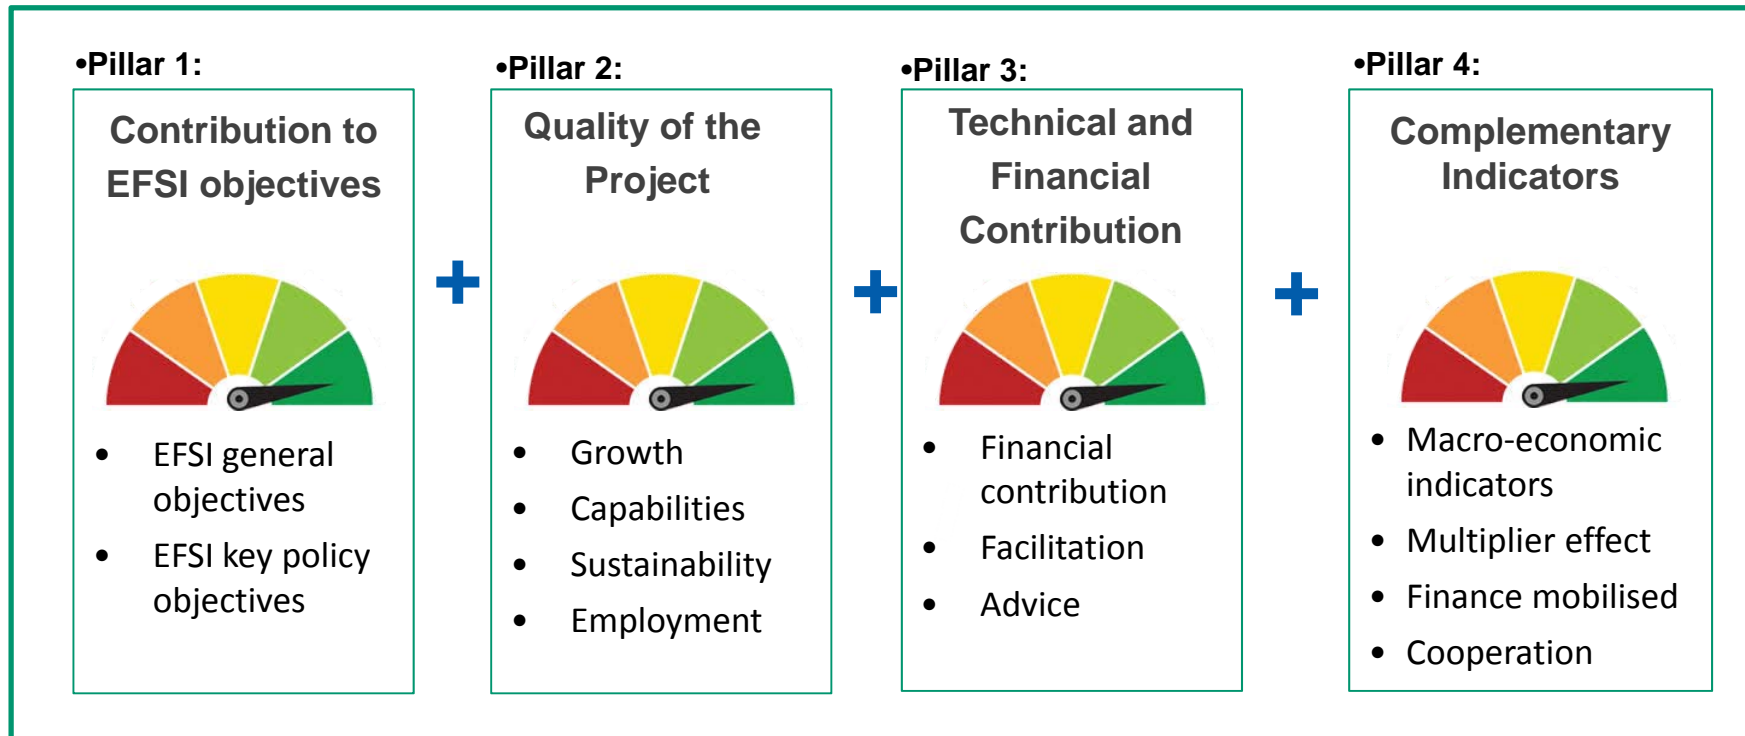 •Pillar 1:
Contribution to
EFSI objectives
• EFSI general
objectives
• EFSI key policy
objectives
•Pillar 2:
Quality of the
Project
• Growth
• Capabilities
• Sustainability
• Employment
•Pillar 3:
Technical and
Financial
Contribution
• Financial
contribution
• Facilitation
• Advice
•Pillar 4:
Complementary
Indicators
• Macro-economic
indicators
• Multiplier effect
• Finance mobilised
• Cooperation